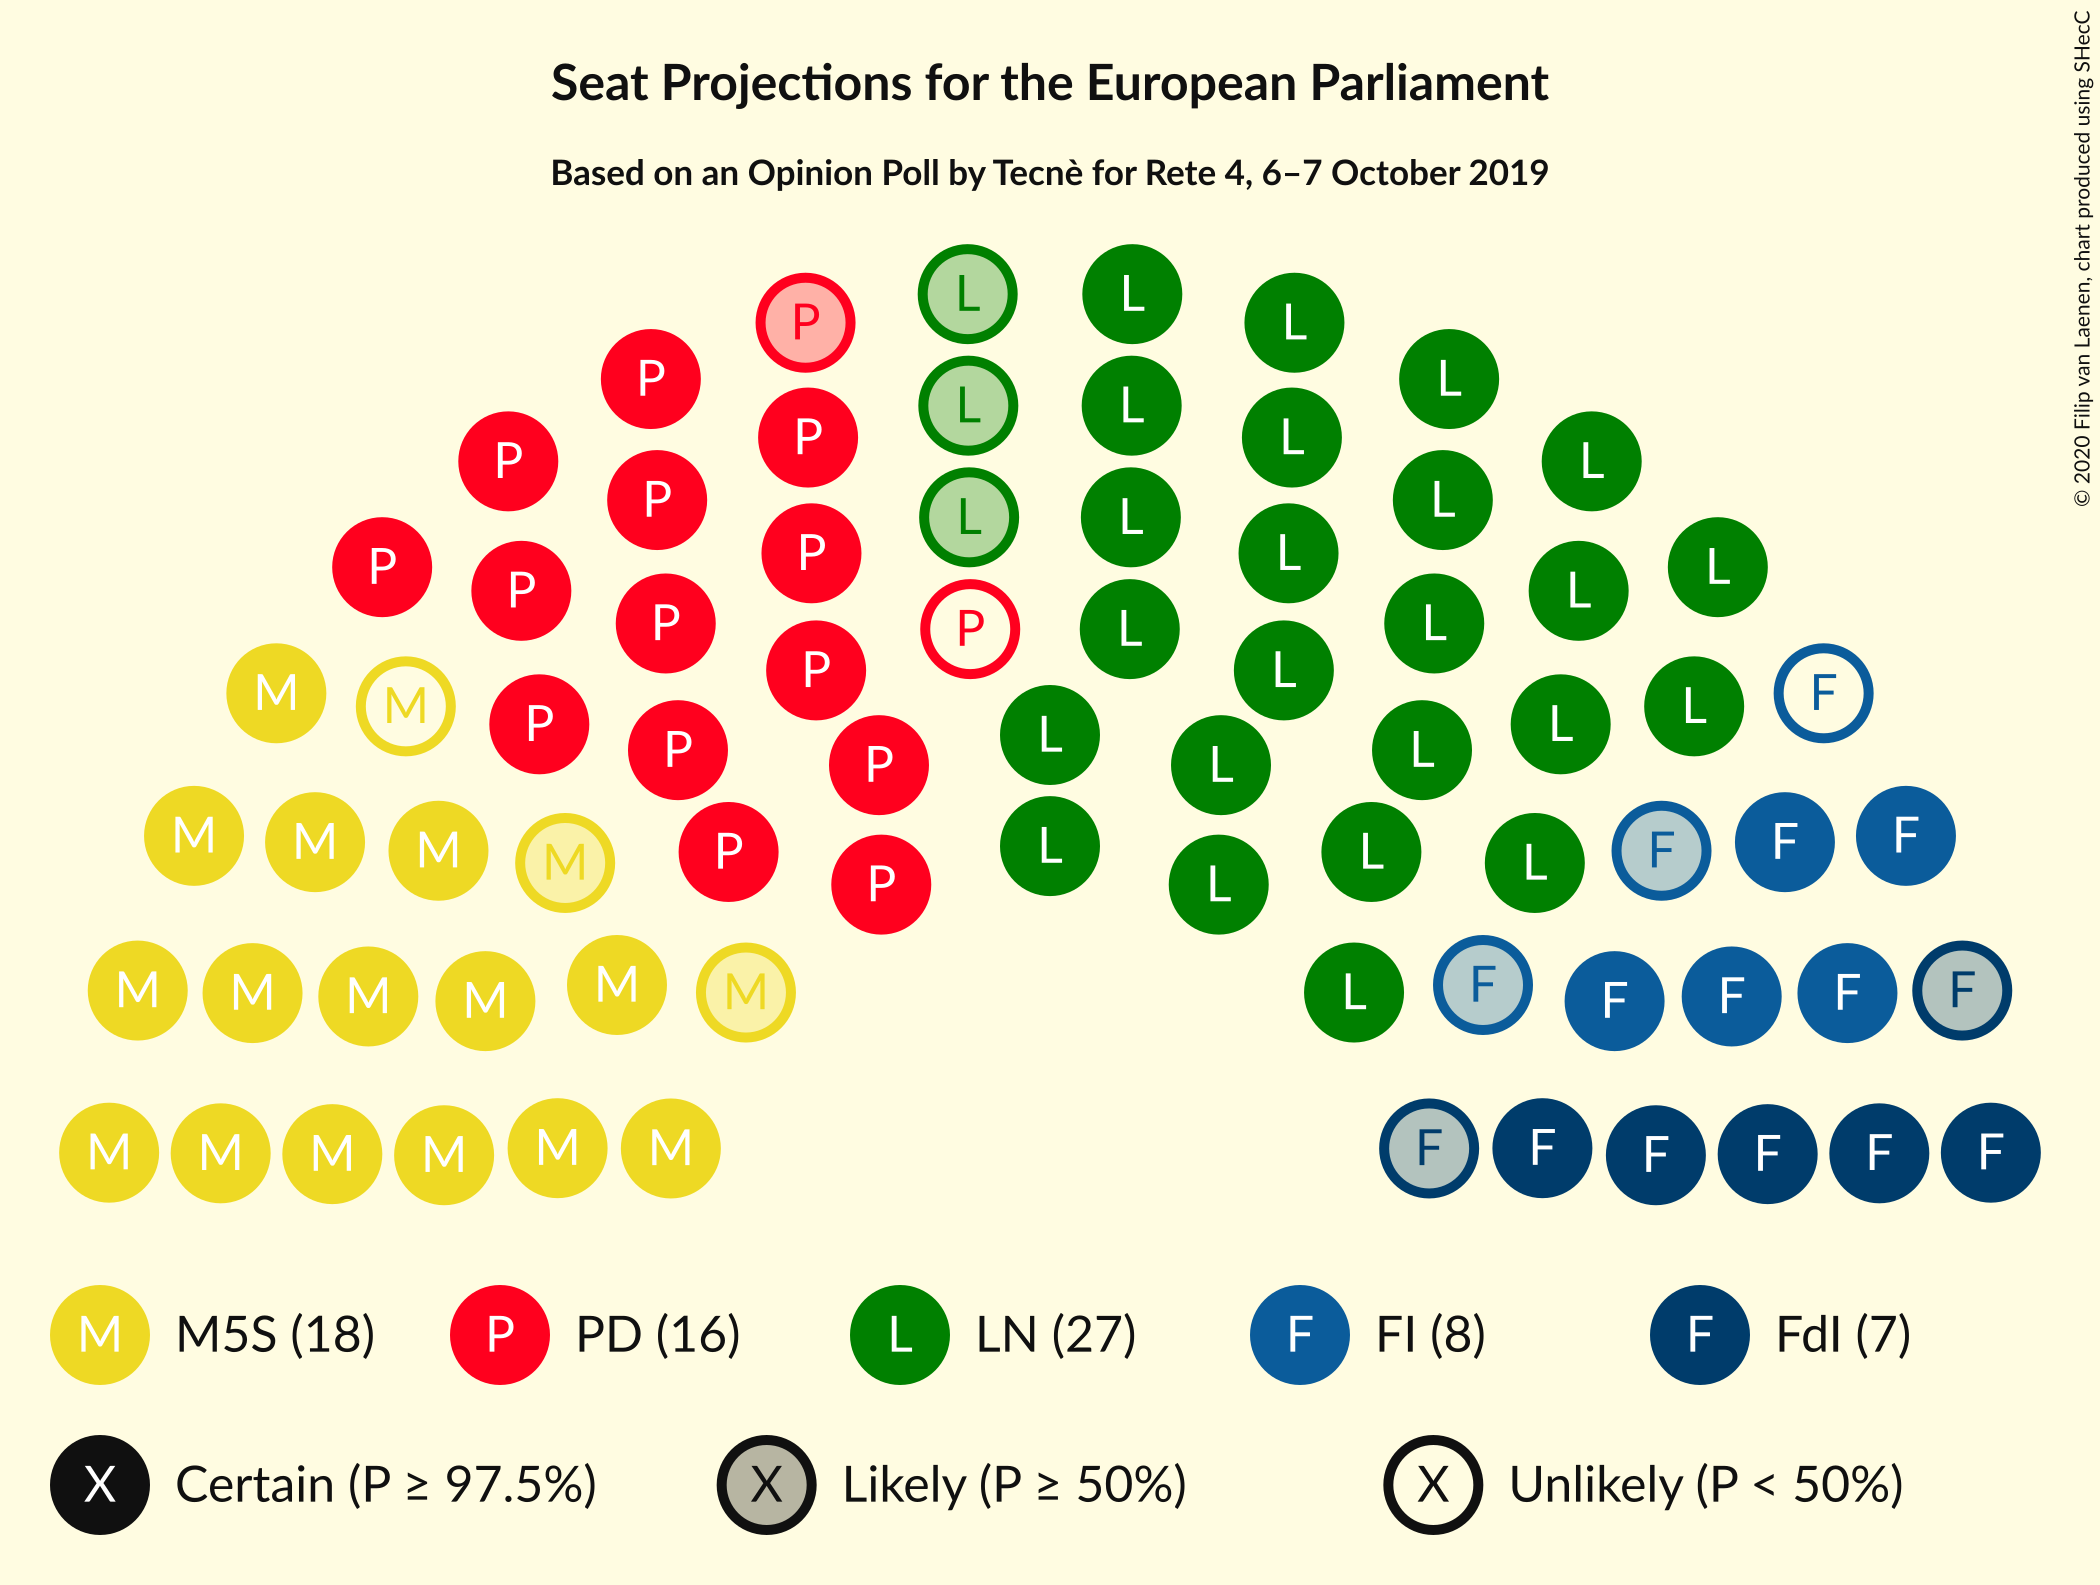 Seat Projections for the European Parliament
Based on an Opinion Poll by Tecnè for Rete 4, 6–7 October 2019
© 2020 Filip van Laenen, chart produced using SHecC
L L
P L L
P L
L L
P L
P P L L
P L
L L
P L
P P L L
P L
P L
P P L L
M M P P L F
P L L
P P L L
M M M M P L L F F F
L
P L
M M M M M M L F F F F F
M M M M M M F F F F F F
M M5S (18) P PD (16) L LN (27) F FI (8) F FdI (7)
X Certain (P ≥ 97.5%) X Likely (P ≥ 50%) X Unlikely (P < 50%)